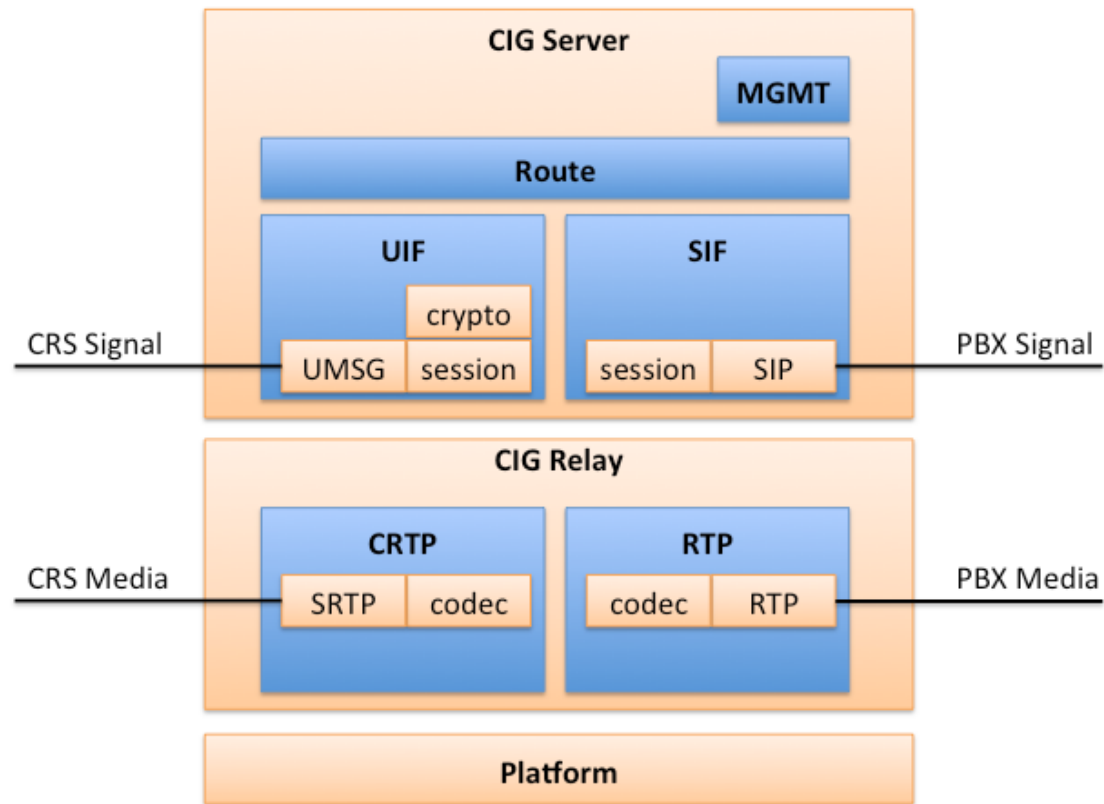 CIG Server
MGMT
Route
UIF
SIF
crypto
CRS Signal
UMSG
session
session
SIP
PBX Signal
CIG Relay
CRTP
RTP
CRS Media
SRTP
codec
codec
RTP
PBX Media
Platform